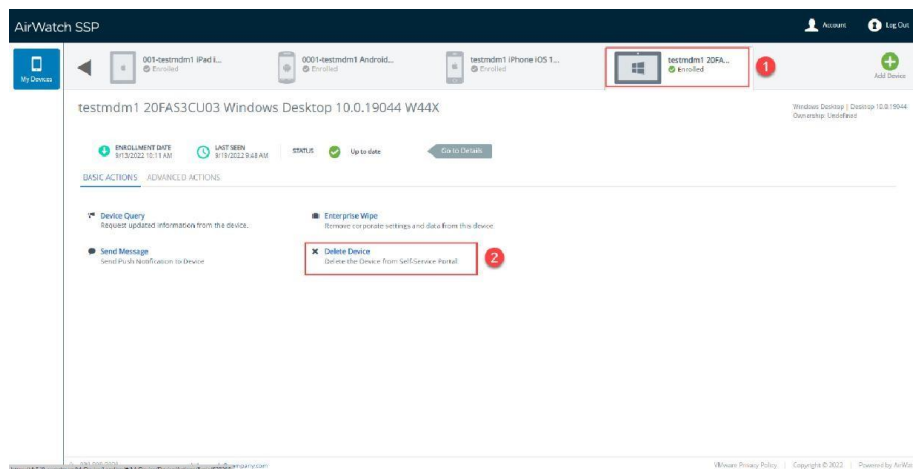 AirWatch SSP
Account
Log Out
My Devices
001-testmdm1 iPad i...
Enrolled
0001-testmdm1 Android...
Enrolled
testmdm1 iPhone iOS 1...
Enrolled
testmdm1 20FA...
Enrolled
1
Add Device
testmdm1 20FAS3CU03 Windows Desktop 10.0.19044 W44X
Windows Desktop | Desktop 10.0.19044
Ownership: Undefined
ENROLLMENT DATE
9/13/2022 10:11 AM
LAST SEEN
9/19/2022 9:48 AM
STATUS
Up to date
Go to Details
BASIC ACTIONS
ADVANCED ACTIONS
Device Query
Request updated information from the device.
Enterprise Wipe
Remove corporate settings and data from this device
Send Message
Send Push Notification to Device
Delete Device
Delete the Device from Self-Service Portal.
2
VMware Privacy Policy
Copyright © 2022
Powered by AirWat